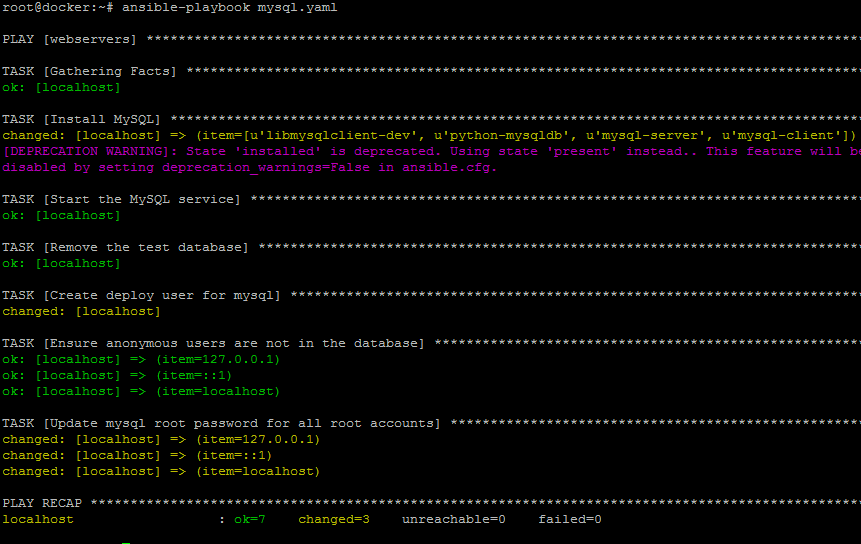 root@docker:~# ansible-playbook mysql.yaml
PLAY [webservers] *****************************************************************************************
TASK [Gathering Facts] ************************************************************************************
ok: [localhost]
TASK [Install MySQL] **************************************************************************************
changed: [localhost] => (item=[u'libmysqlclient-dev', u'python-mysqldb', u'mysql-server', u'mysql-client'])
[DEPRECATION WARNING]: State 'installed' is deprecated. Using state 'present' instead.. This feature will be
disabled by setting deprecation_warnings=False in ansible.cfg.
TASK [Start the MySQL service] ****************************************************************************
ok: [localhost]
TASK [Remove the test database] ***************************************************************************
ok: [localhost]
TASK [Create deploy user for mysql] ***********************************************************************
changed: [localhost]
TASK [Ensure anonymous users are not in the database] *****************************************************
ok: [localhost] => (item=127.0.0.1)
ok: [localhost] => (item=::1)
ok: [localhost] => (item=localhost)
TASK [Update mysql root password for all root accounts] ***************************************************
changed: [localhost] => (item=127.0.0.1)
changed: [localhost] => (item=::1)
changed: [localhost] => (item=localhost)
PLAY RECAP ************************************************************************************************
localhost                  : ok=7    changed=3    unreachable=0    failed=0